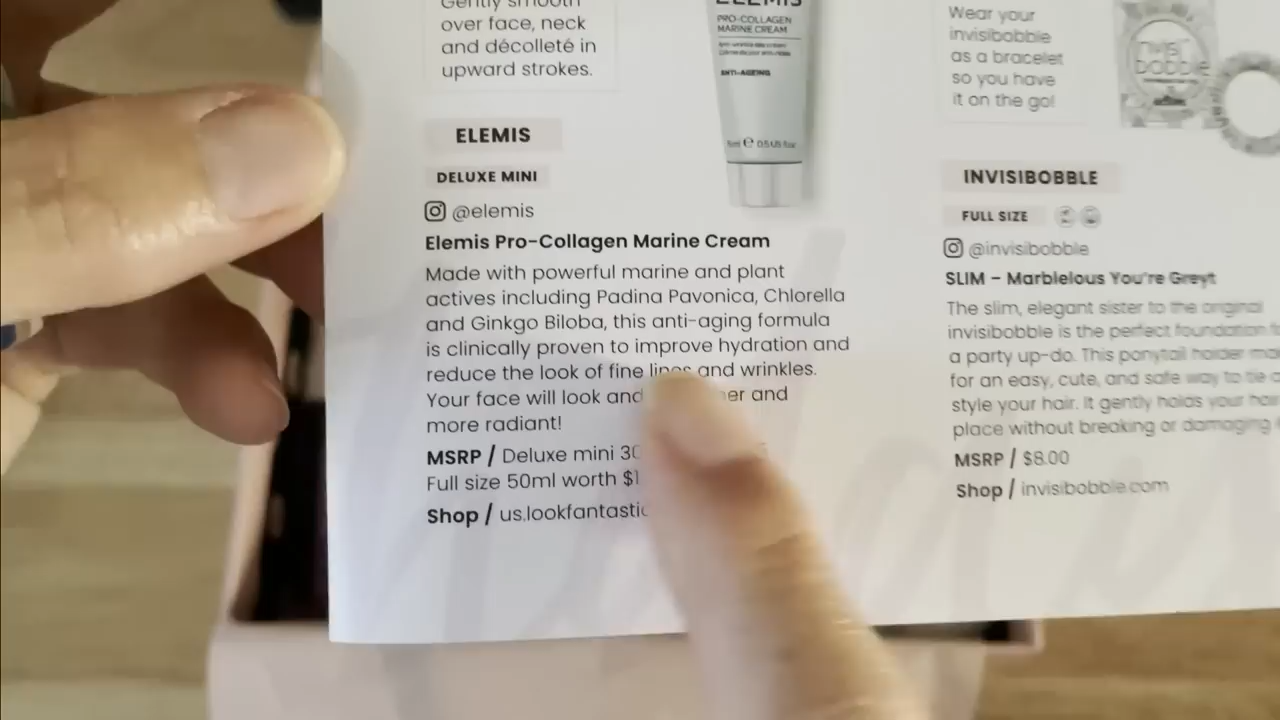 Gently smooth
over face, neck
and décolleté in
upward strokes.
ELEMIS
PRO-COLLAGEN
MARINE CREAM
ANTI-AGEING
ELEMIS
DELUXE MINI
@elemis
Elemis Pro-Collagen Marine Cream
Made with powerful marine and plant
actives including Padina Pavonica, Chlorella
and Ginkgo Biloba, this anti-aging formula
is clinically proven to improve hydration and
reduce the look of fine lines and wrinkles.
Your face will look and and
more radiant!
MSRP / Deluxe mini
Full size 50ml worth
Shop /
Wear your
invisibobble
as a bracelet
so you have
it on the go!
INVISIBOBBLE
FULL SIZE
@invisibobble
SLIM – Marblelous You're Greyt
The slim, elegant sister to the original
invisibobble is the perfect foundation
a party up-do. This ponytail holder
for an easy, cute, and safe way to tie
style your hair. It gently holds your hair
place without breaking or damaging
MSRP / $8.00
Shop / invisibobble.com